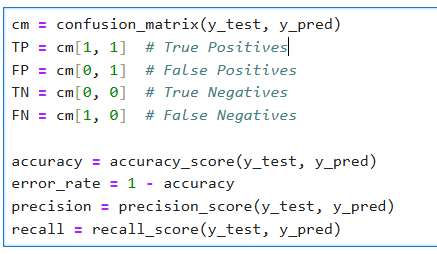 cm = confusion_matrix(y_test, y_pred)
TP = cm[1, 1]  # True Positives
FP = cm[0, 1]  # False Positives
TN = cm[0, 0]  # True Negatives
FN = cm[1, 0]  # False Negatives

accuracy = accuracy_score(y_test, y_pred)
error_rate = 1 - accuracy
precision = precision_score(y_test, y_pred)
recall = recall_score(y_test, y_pred)